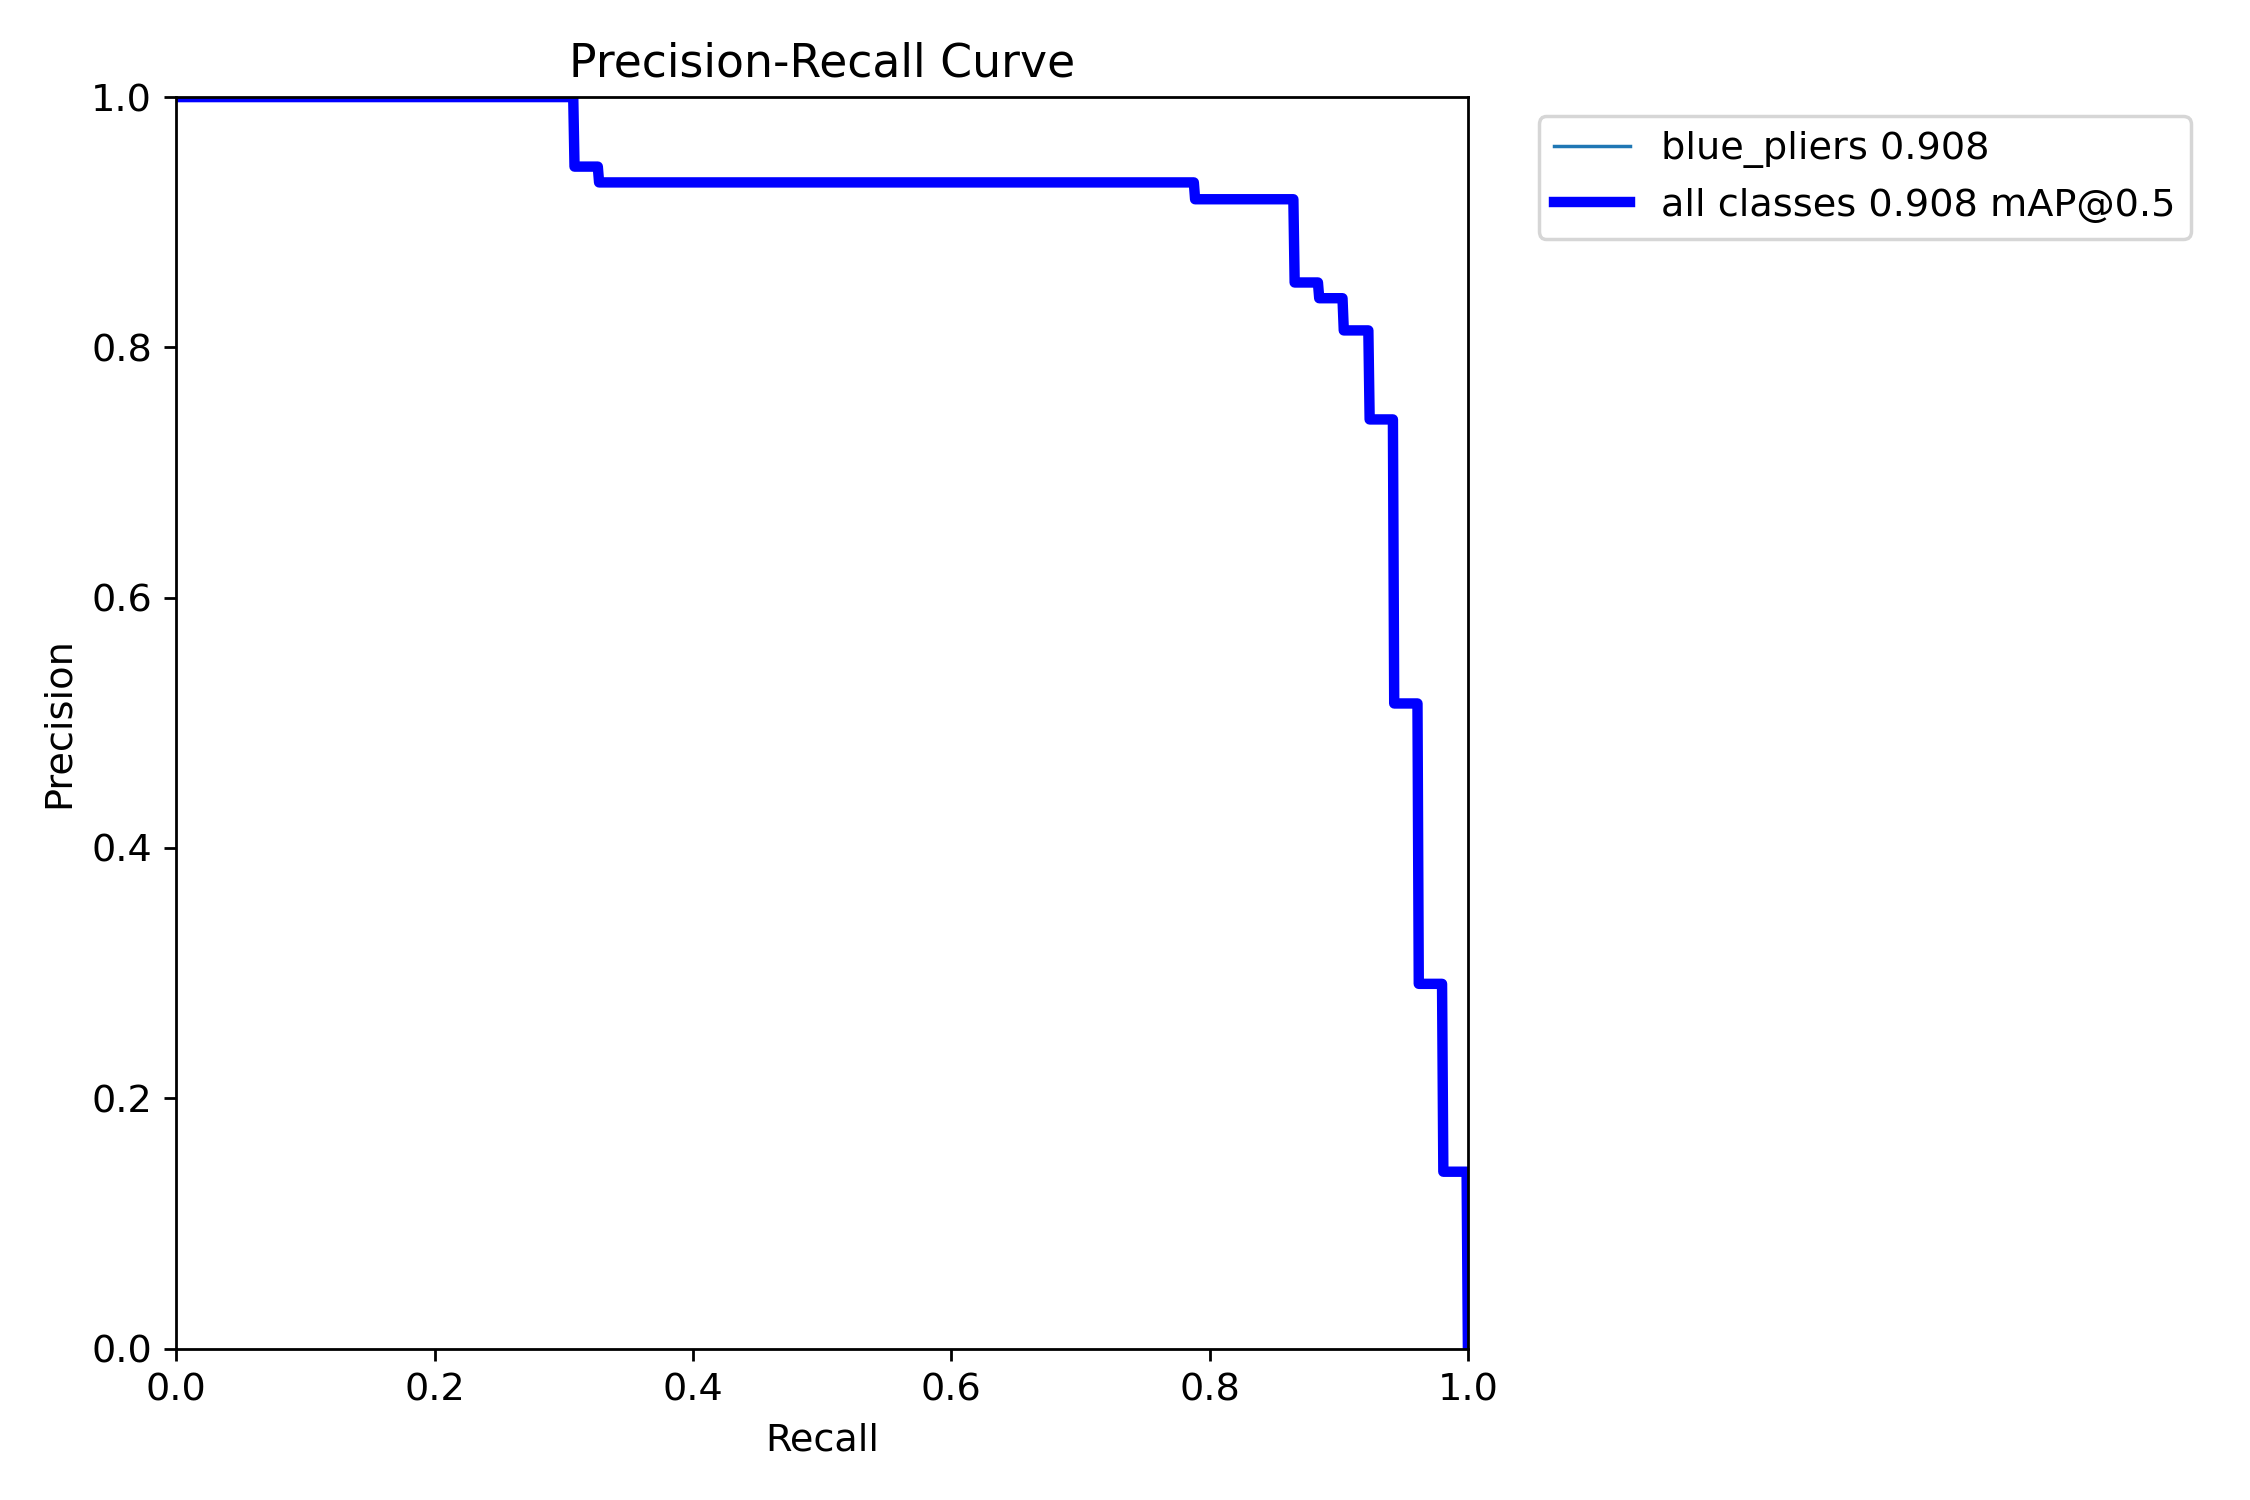 Precision-Recall Curve
1.0
0.8
0.6
0.4
0.2
0.0
Precision
0.0 0.2 0.4 0.6 0.8 1.0
Recall
blue_pliers 0.908
all classes 0.908 mAP@0.5